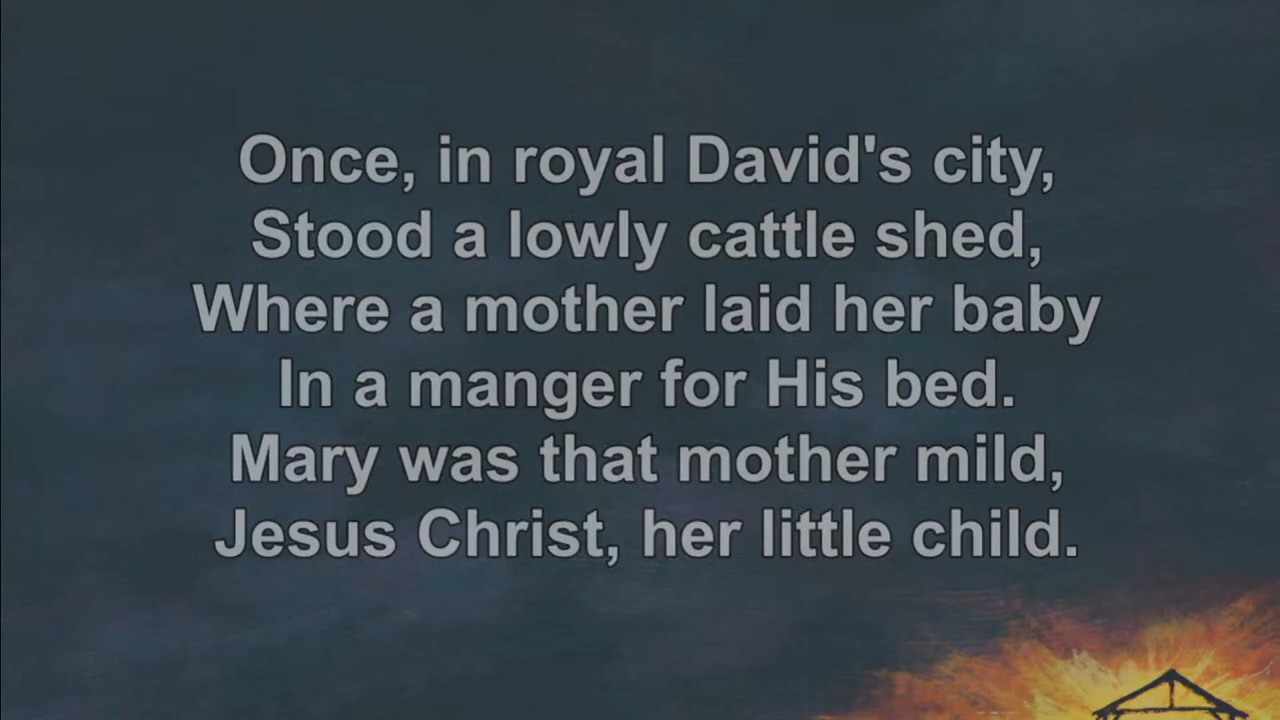 Once, in royal David's city,
Stood a lowly cattle shed,
Where a mother laid her baby
In a manger for His bed.
Mary was that mother mild,
Jesus Christ, her little child.